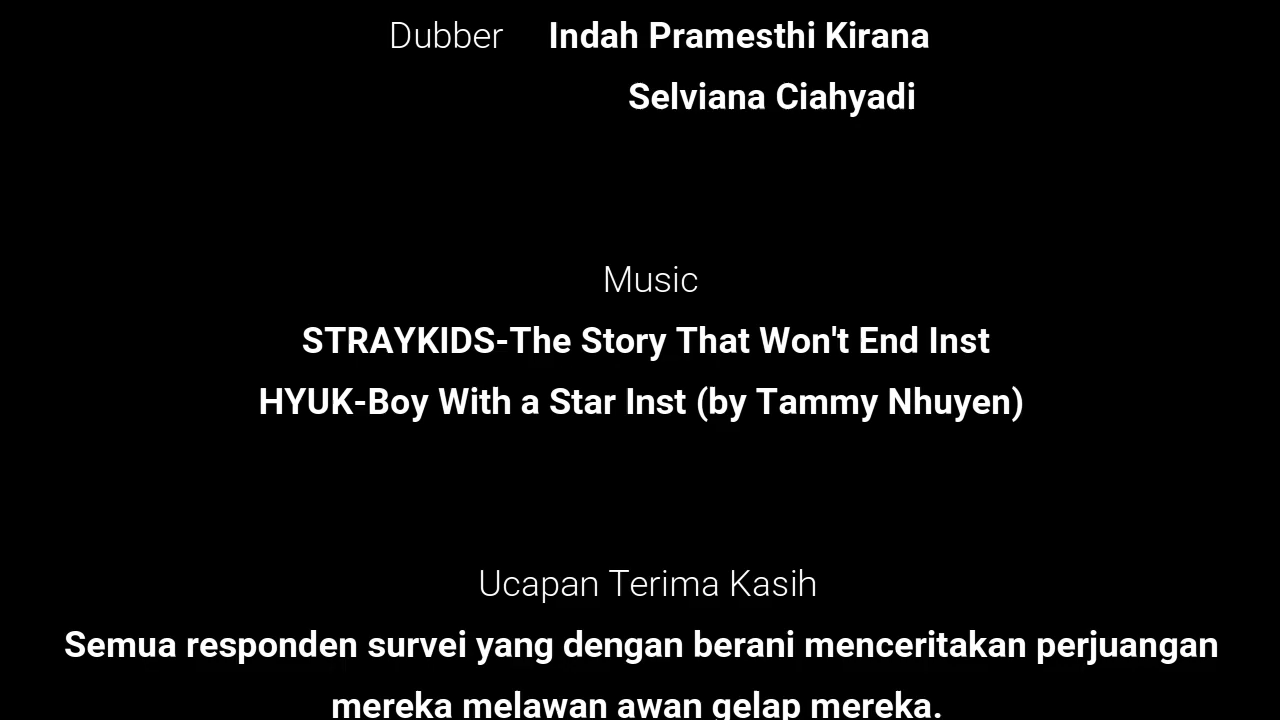 Dubber Indah Pramesthi Kirana
Selviana Ciahyadi
Music
STRAYKIDS-The Story That Won't End Inst
HYUK-Boy With a Star Inst (by Tammy Nhuyen)
Ucapan Terima Kasih
Semua responden survei yang dengan berani menceritakan perjuangan
mereka melawan awan gelap mereka.